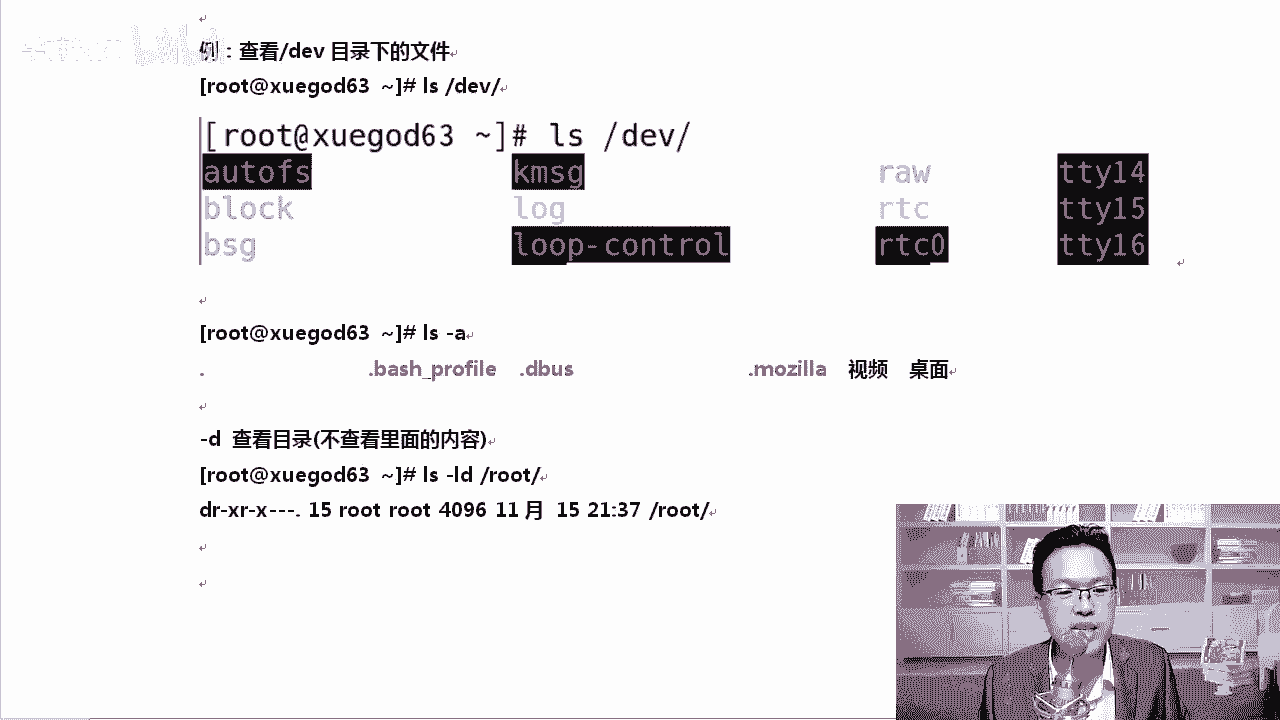 例：查看/dev 目录下的文件
[root@xuegod63 ~]# ls /dev/
[root@xuegod63 ~]# ls /dev/
autofs kmsg raw tty14
block log rtc tty15
bsg loop-control rtc0 tty16
[root@xuegod63 ~]# ls -a
. .bash_profile .dbus .mozilla 视频 桌面
-d 查看目录(不查看里面的内容)
[root@xuegod63 ~]# ls -ld /root/
dr-xr-x---. 15 root root 4096 11月 15 21:37 /root/